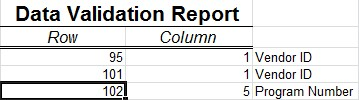 Data Validation Report
Row Column
95 1 Vendor ID
101 1 Vendor ID
102 5 Program Number